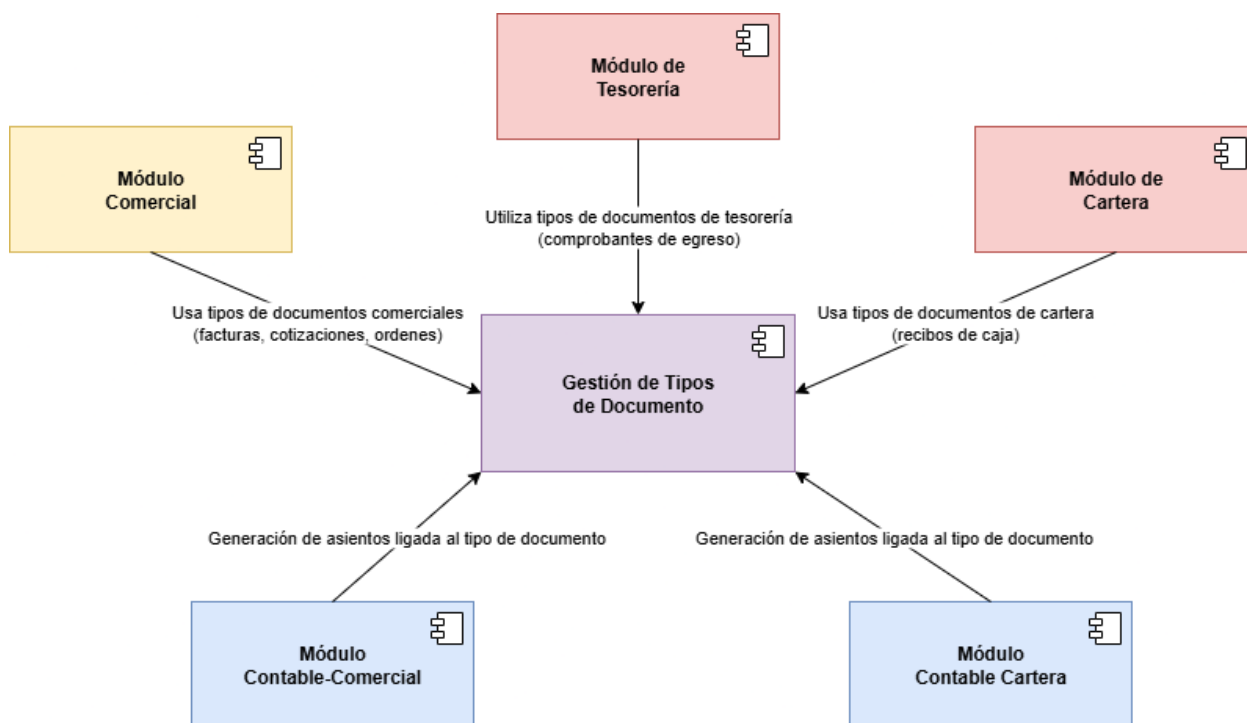 Módulo de
Tesorería
Módulo
Comercial
Módulo de
Cartera
Utiliza tipos de documentos de tesorería
(comprobantes de egreso)
Usa tipos de documentos comerciales
(facturas, cotizaciones, ordenes)
Usa tipos de documentos de cartera
(recibos de caja)
Gestión de Tipos
de Documento
Generación de asientos ligada al tipo de documento
Generación de asientos ligada al tipo de documento
Módulo
Contable-Comercial
Módulo
Contable Cartera